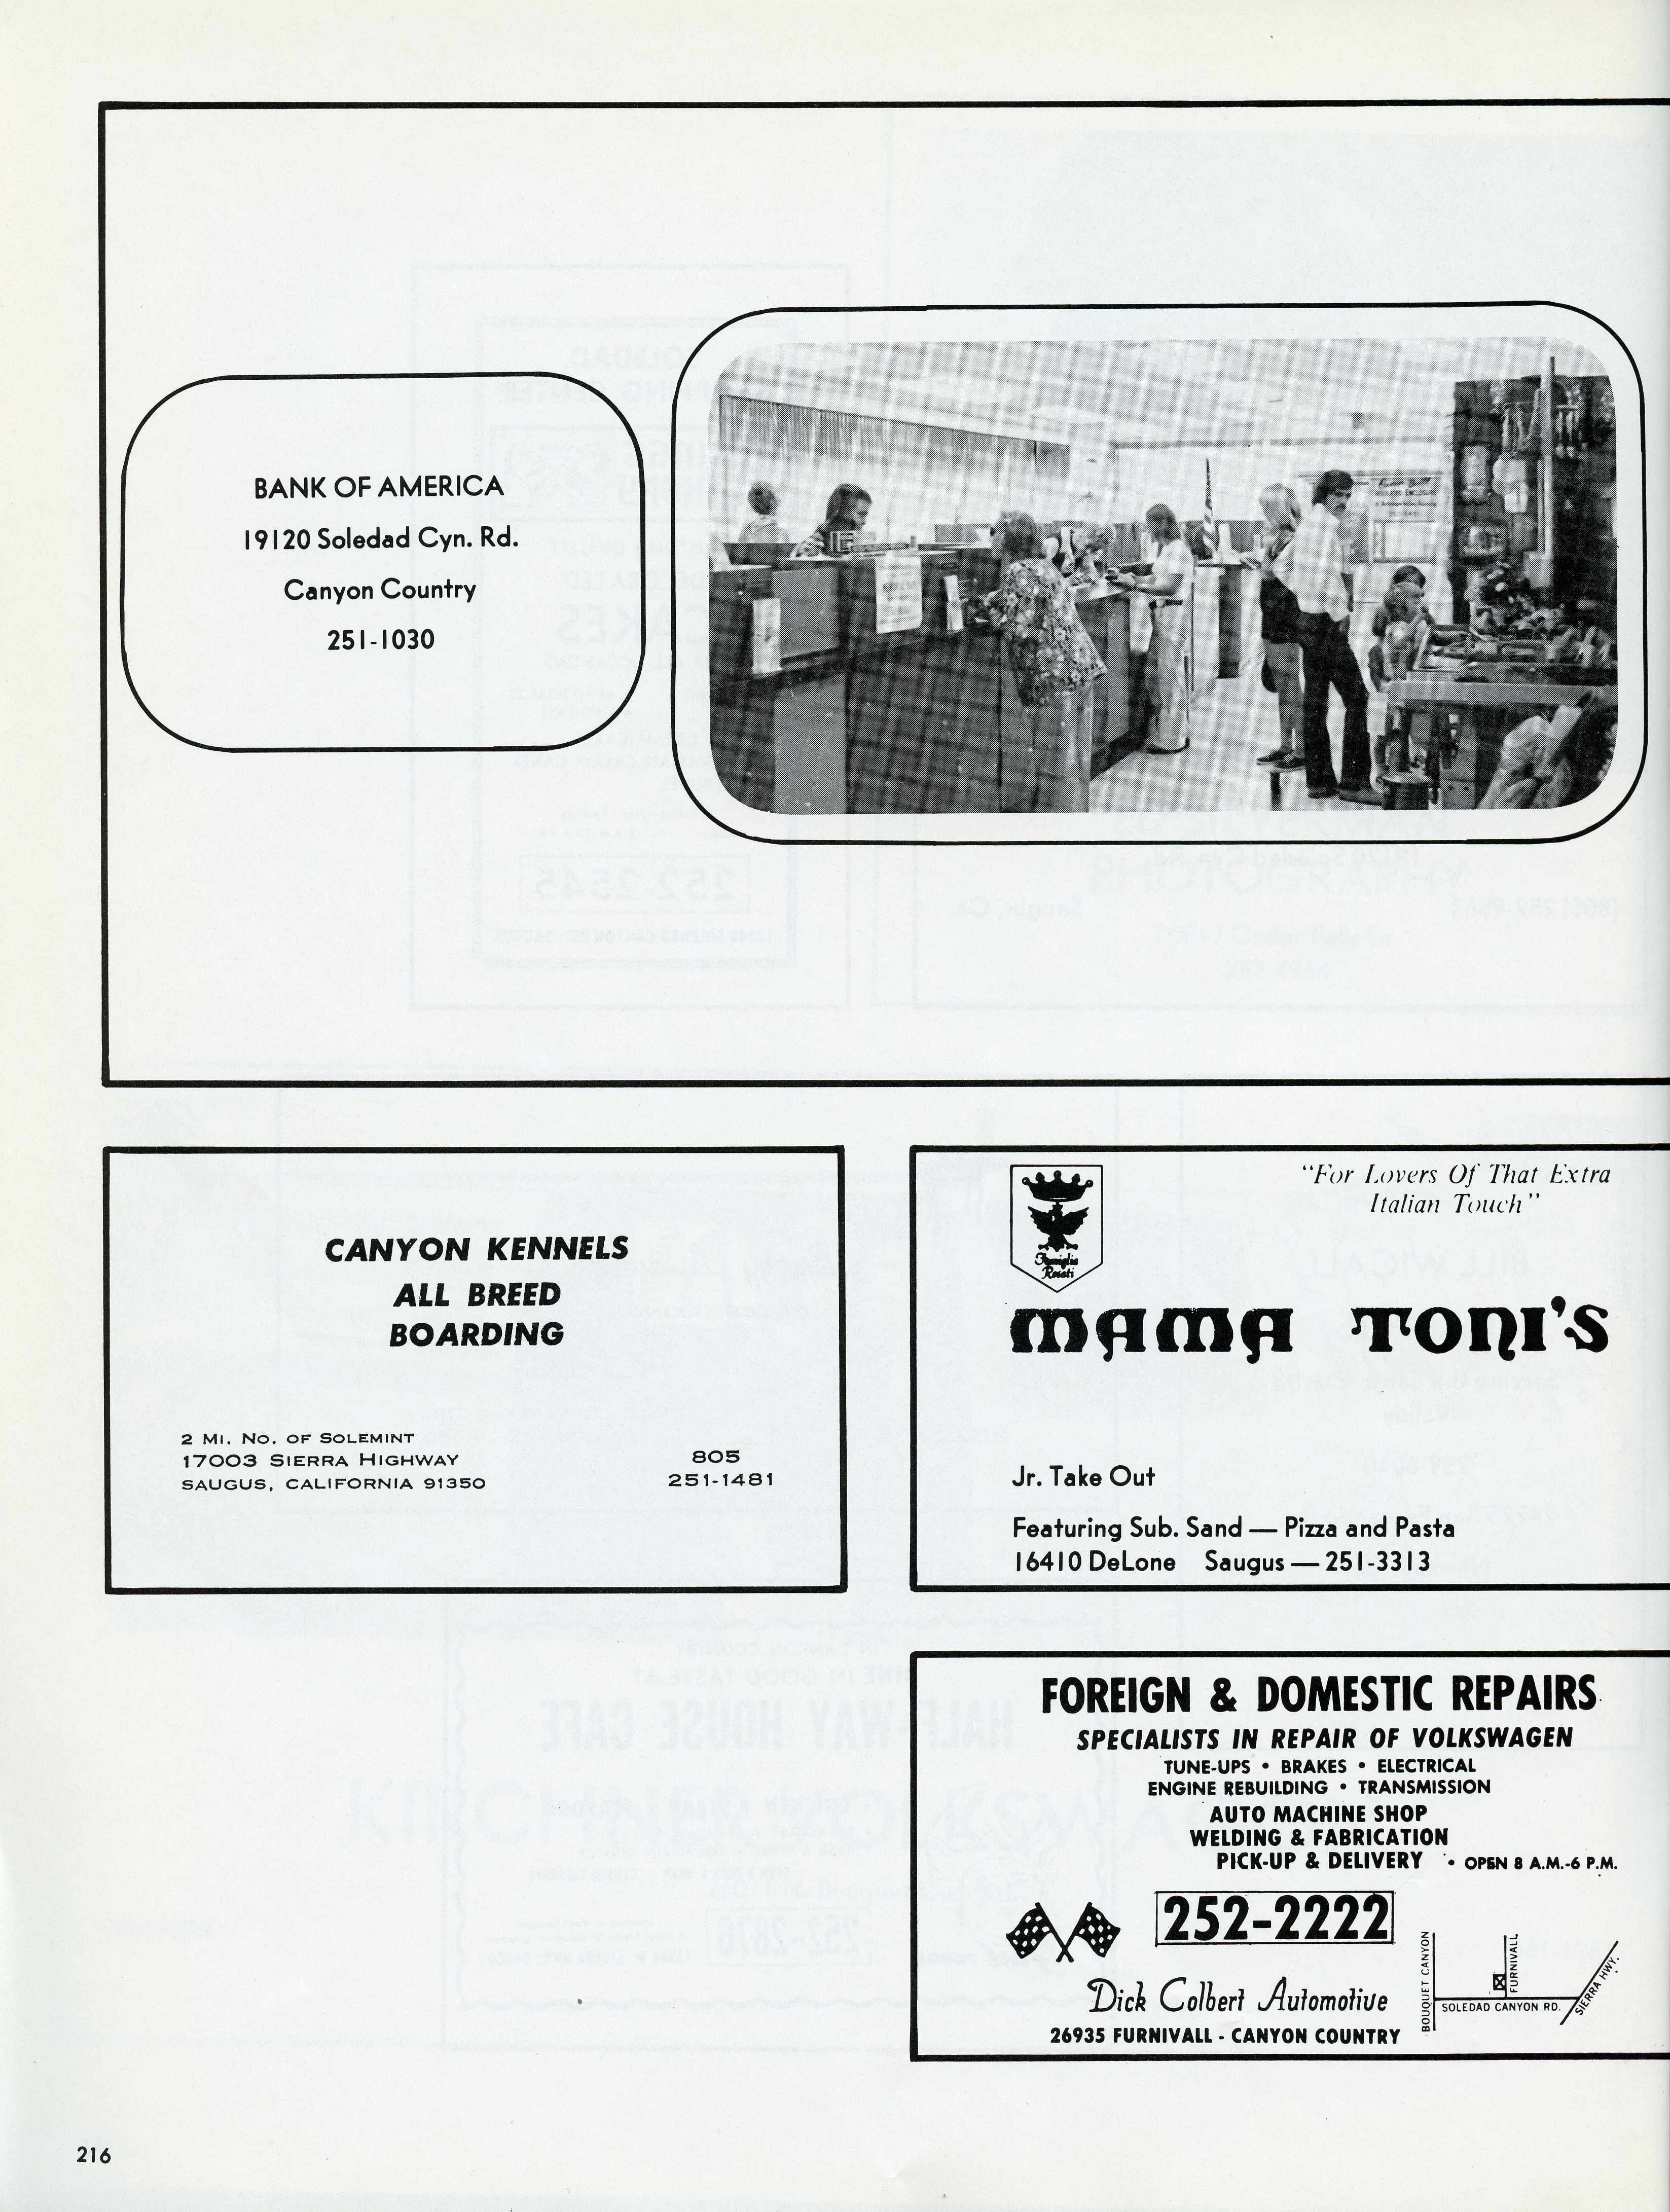 BANK OF AMERICA
19120 Soledad Cyn. Rd.
Canyon Country
251-1030
CANYON KENNELS
ALL BREED
BOARDING
2 MI. NO. OF SOLEMINT
17003 SIERRA HIGHWAY
SAUGUS, CALIFORNIA 91350
805
251-1481
"For Lovers Of That Extra
Italian Touch"
Famiglia
Rosati
MAMA TONI'S
Jr. Take Out
Featuring Sub. Sand — Pizza and Pasta
16410 DeLone Saugus — 251-3313
FOREIGN & DOMESTIC REPAIRS
SPECIALISTS IN REPAIR OF VOLKSWAGEN
TUNE-UPS • BRAKES • ELECTRICAL
ENGINE REBUILDING • TRANSMISSION
AUTO MACHINE SHOP
WELDING & FABRICATION
PICK-UP & DELIVERY • OPEN 8 A.M.-6 P.M.
252-2222
Dick Colbert Automotive
26935 FURNIVALL - CANYON COUNTRY
BOUQUET CANYON
FURNIVALL
SOLEDAD CANYON RD.
SIERRA HWY.
216